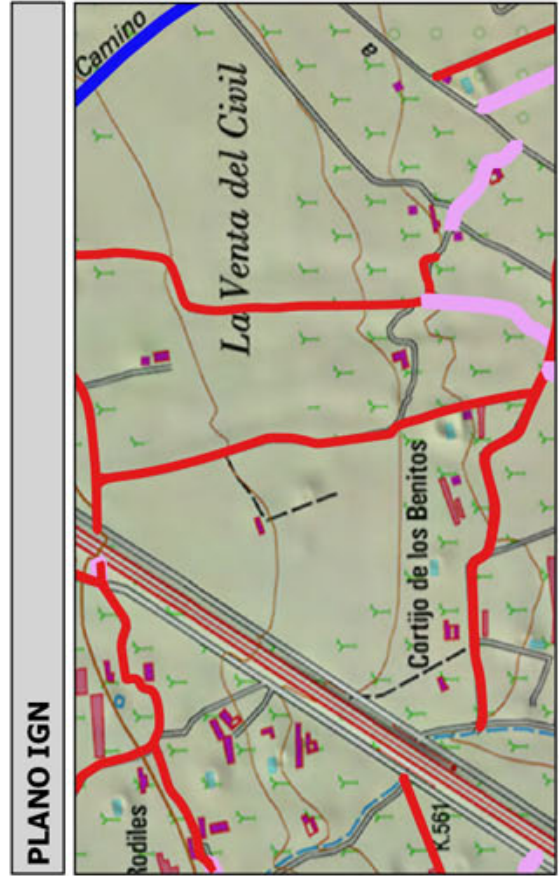 PLANO IGN
Camino
La Venta del Civil
a
Cortijo de los Benitos
Rodiles
K.561